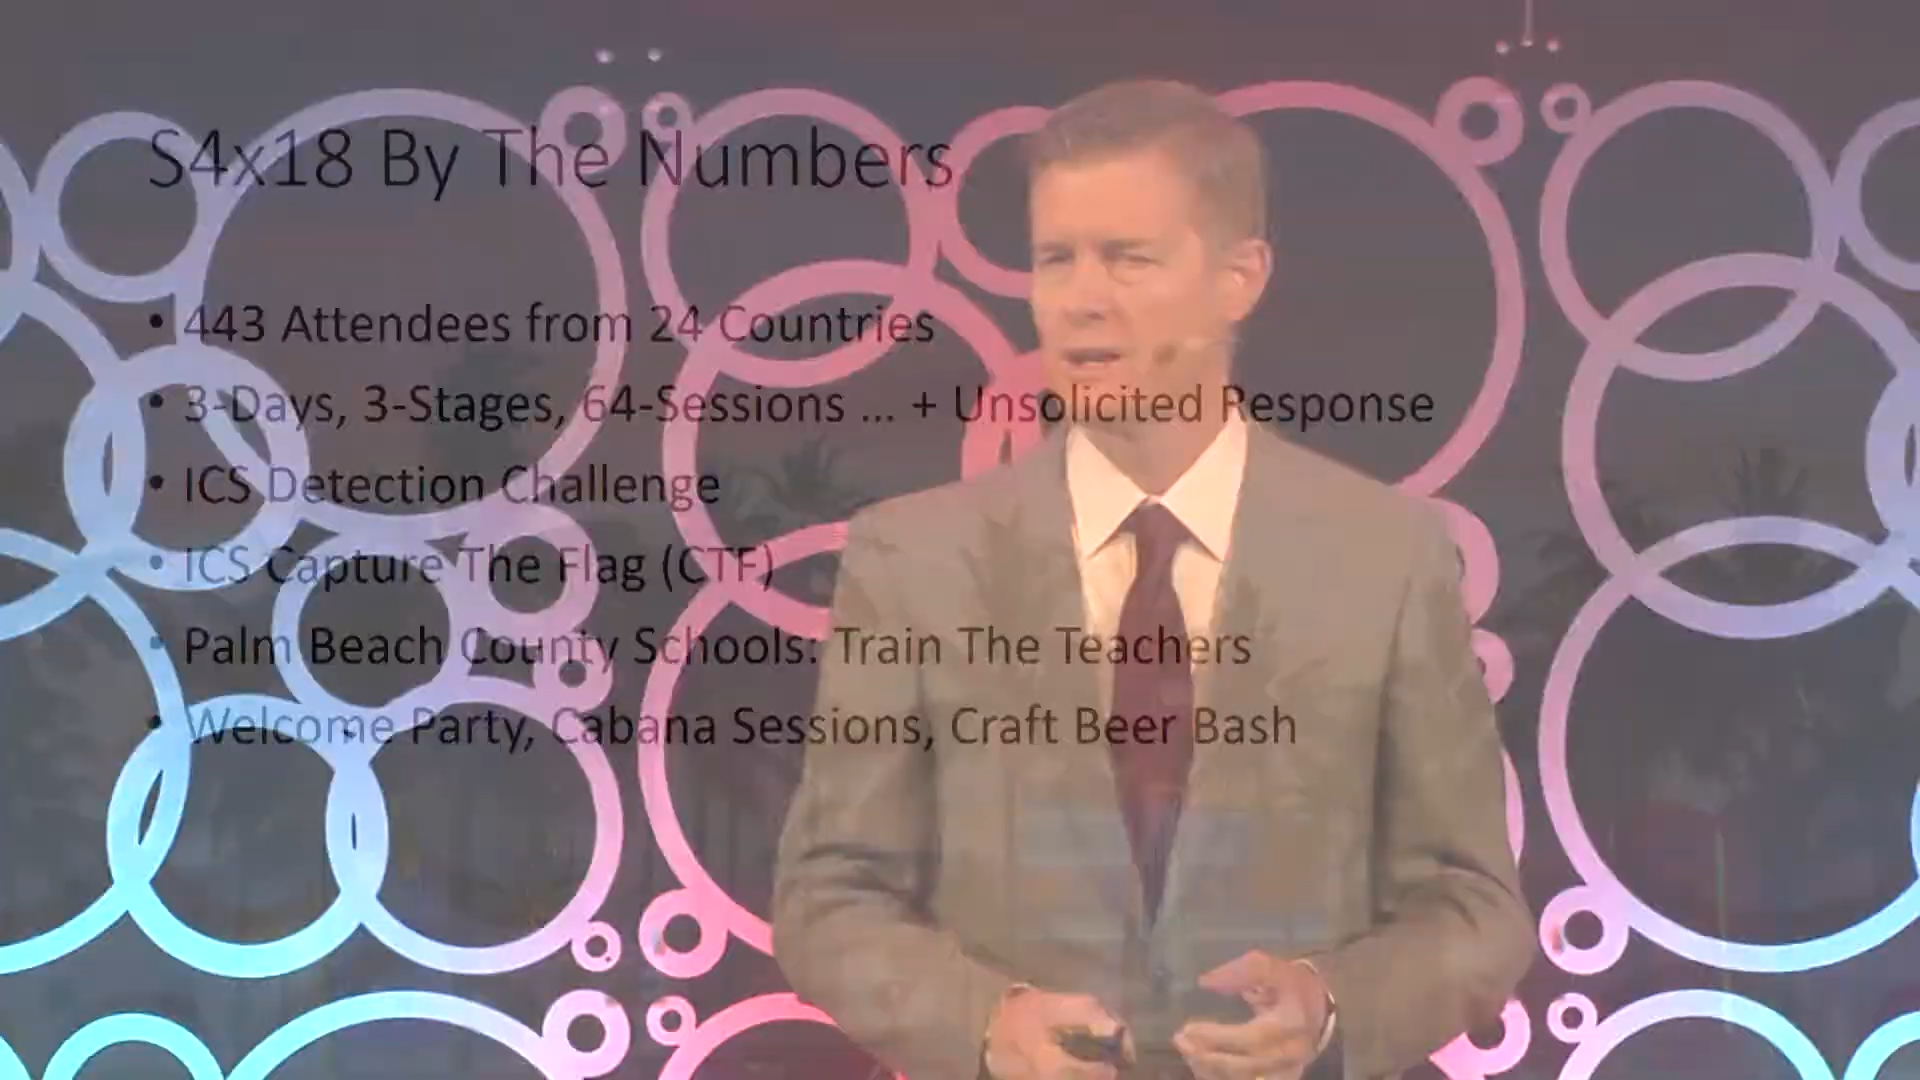 S4x18 By The Numbers
• 443 Attendees from 24 Countries
• 3-Days, 3-Stages, 64-Sessions ... + Unsolicited Response
• ICS Detection Challenge
• ICS Capture The Flag (CTF)
• Palm Beach County Schools: Train The Teachers
• Welcome Party, Cabana Sessions, Craft Beer Bash